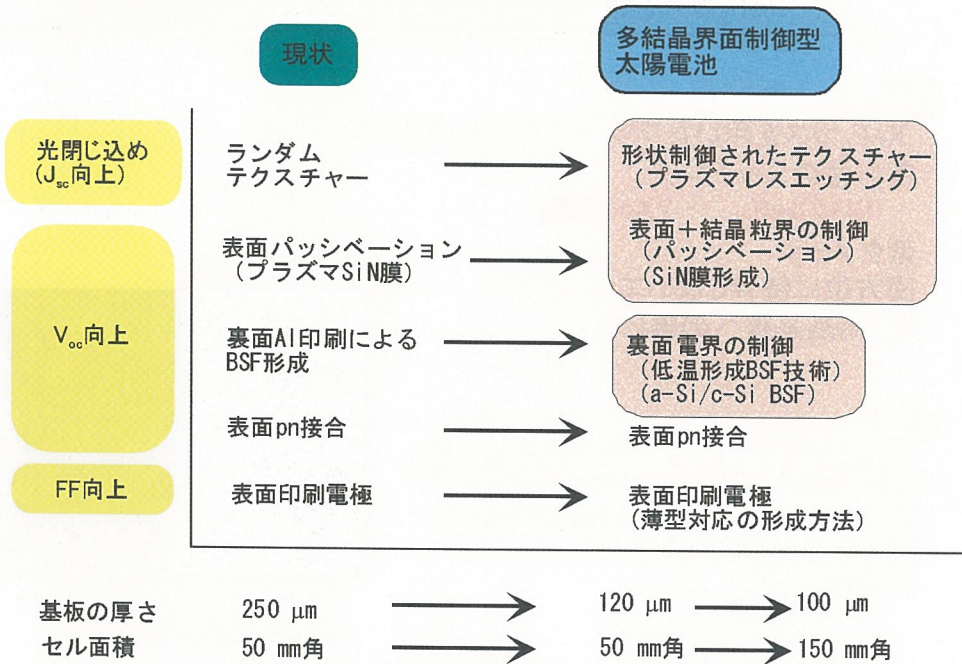 現状
多結晶界面制御型
太陽電池
光閉じ込め
(Jsc向上)
ランダム
テクスチャー
形状制御されたテクスチャー
(プラズマレスエッチング)
Voc向上
表面パッシベーション
(プラズマSiN膜)
表面+結晶粒界の制御
(パッシベーション)
(SiN膜形成)
裏面Al印刷による
BSF形成
裏面電界の制御
(低温形成BSF技術)
(a-Si/c-Si BSF)
表面pn接合
表面pn接合
FF向上
表面印刷電極
表面印刷電極
(薄型対応の形成方法)
基板の厚さ 250 μm 120 μm 100 μm
セル面積 50 mm角 50 mm角 150 mm角